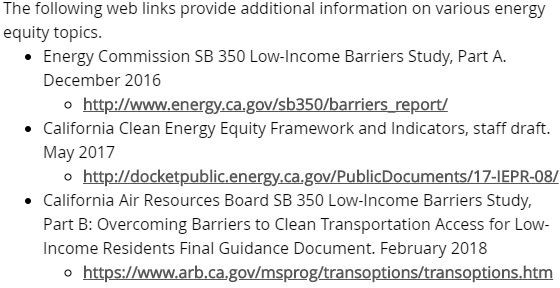 The following web links provide additional information on various energy
equity topics.
• Energy Commission SB 350 Low-Income Barriers Study, Part A.
December 2016
○ http://www.energy.ca.gov/sb350/barriers_report/
• California Clean Energy Equity Framework and Indicators, staff draft.
May 2017
○ http://docketpublic.energy.ca.gov/PublicDocuments/17-IEPR-08/
• California Air Resources Board SB 350 Low-Income Barriers Study,
Part B: Overcoming Barriers to Clean Transportation Access for Low-
Income Residents Final Guidance Document. February 2018
○ https://www.arb.ca.gov/msprog/transoptions/transoptions.htm